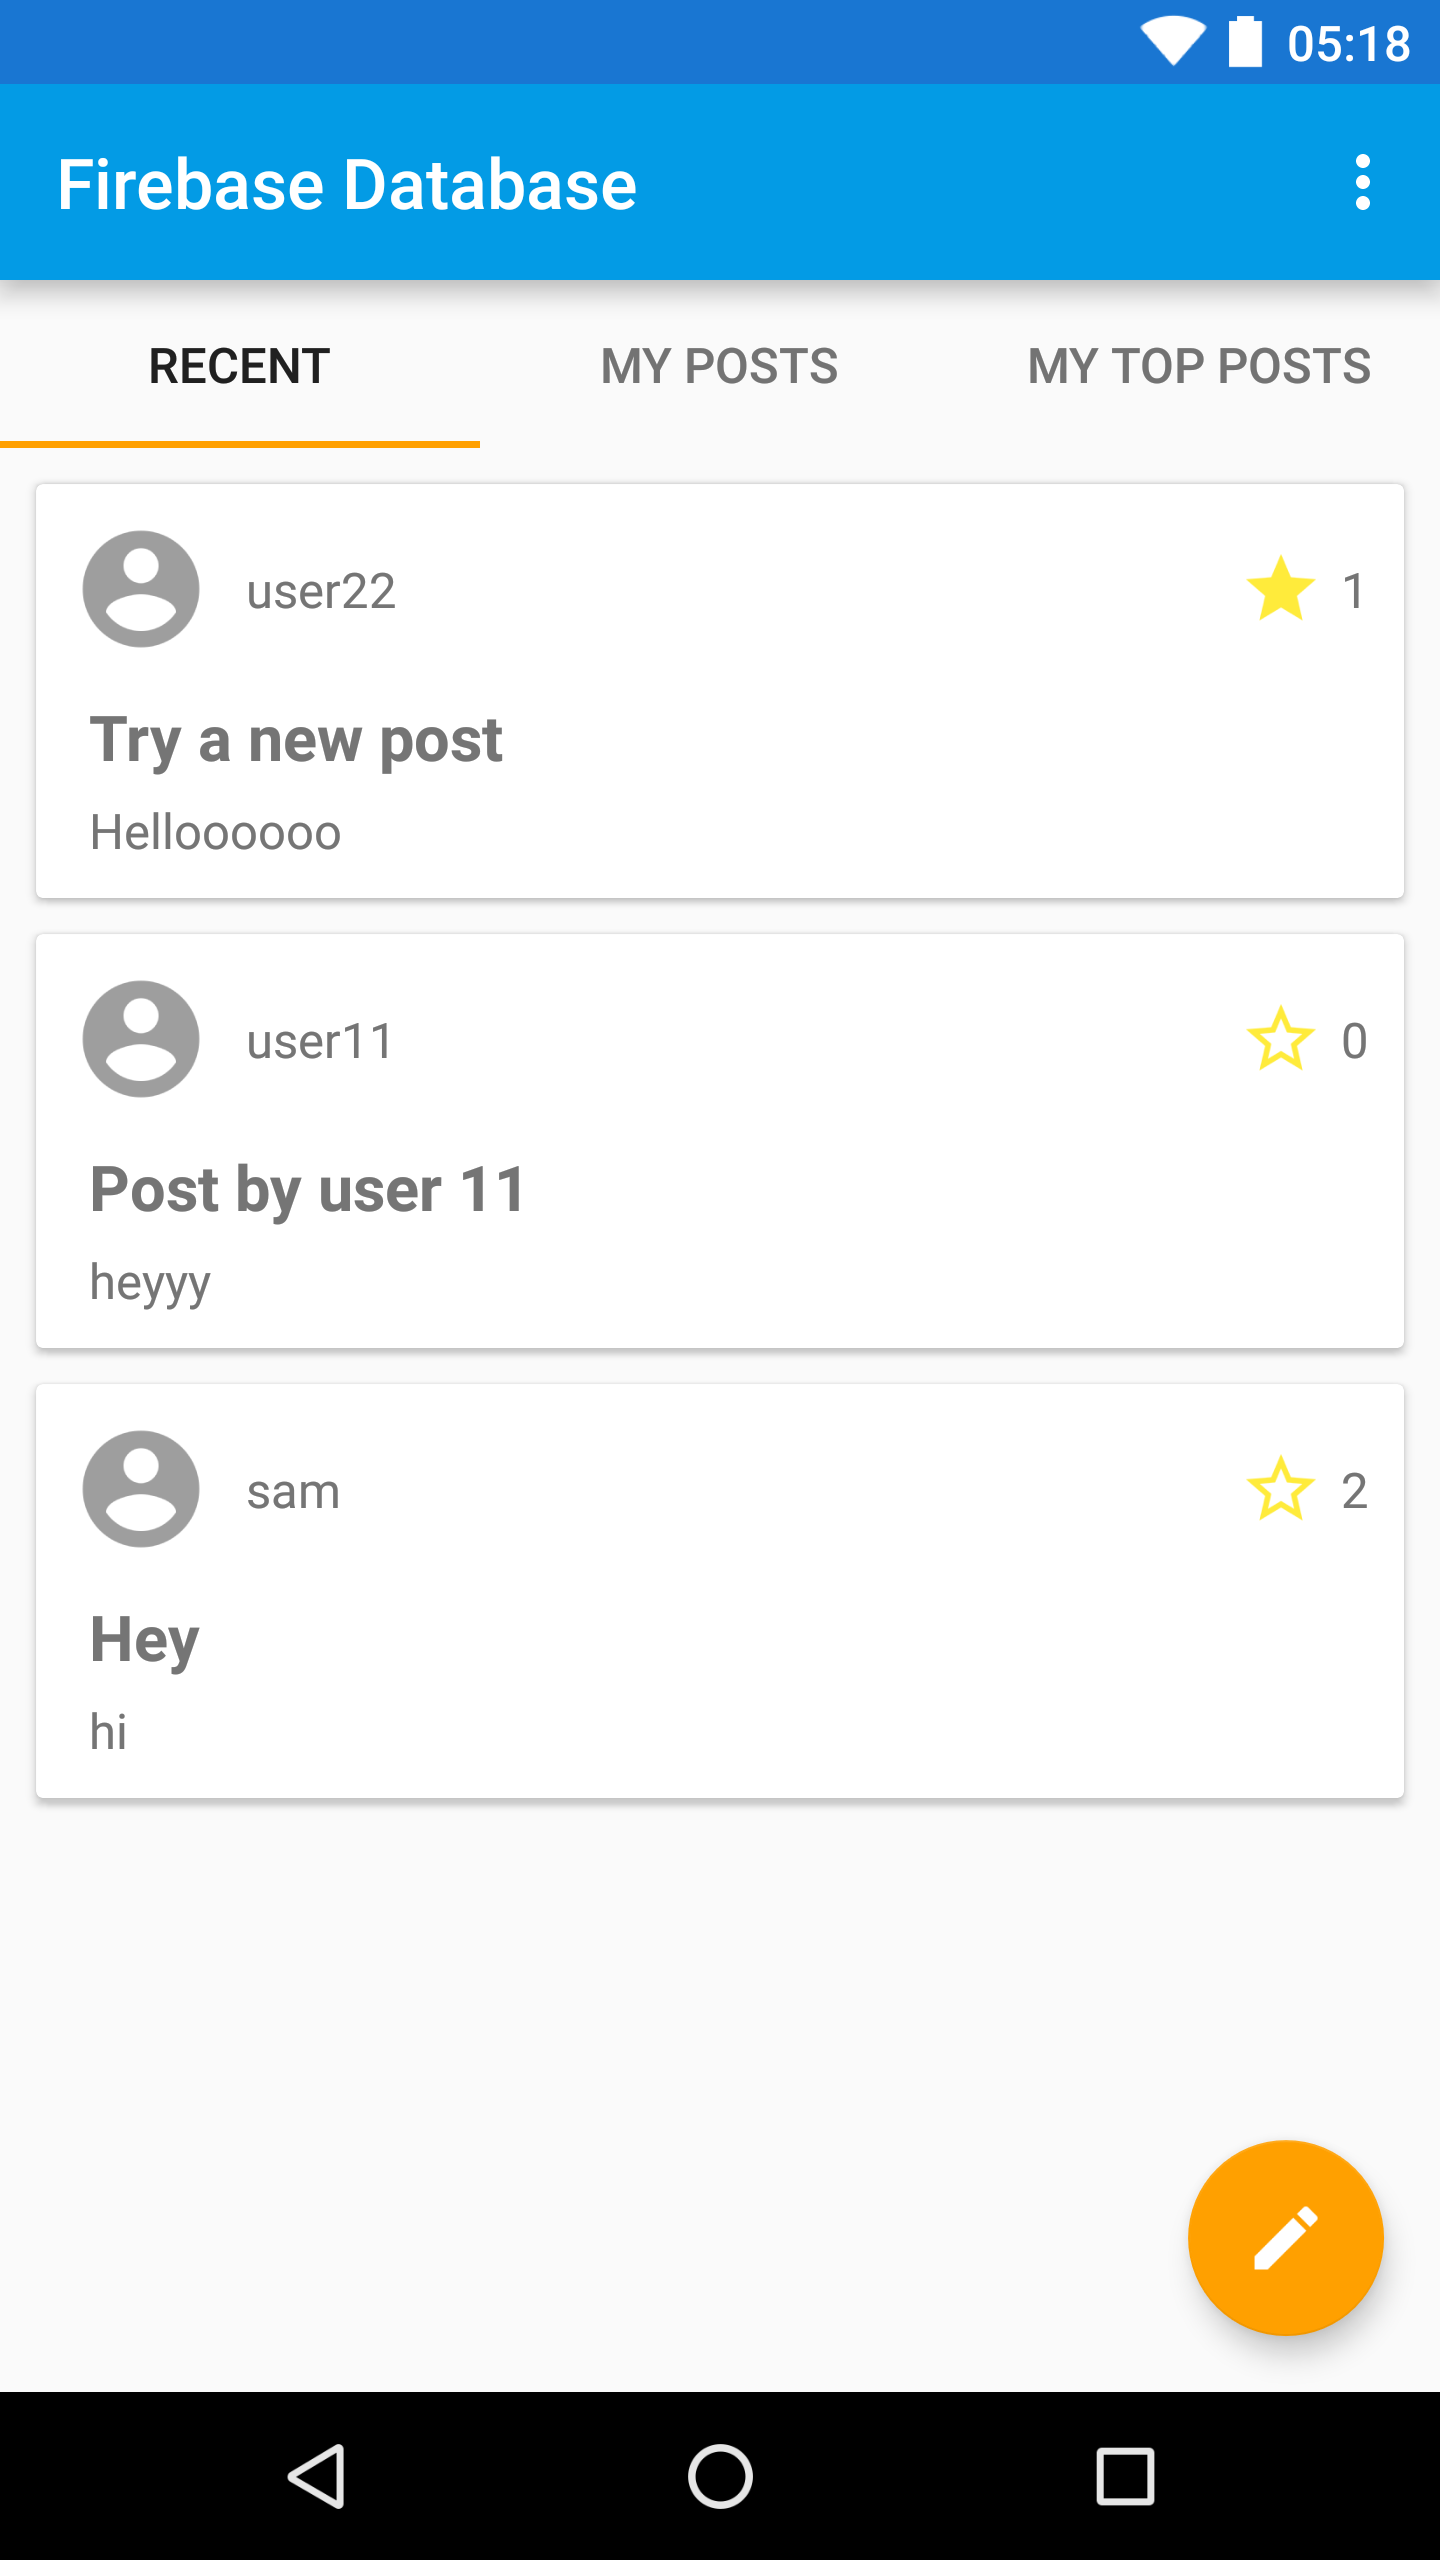 05:18
Firebase Database
RECENT
MY POSTS
MY TOP POSTS
user22
1
Try a new post
Helloooooo
user11
0
Post by user 11
heyyy
sam
2
Hey
hi